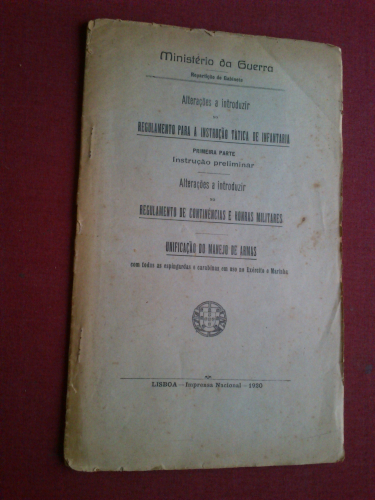 Ministério da Guerra
Repartição do Gabinete
Alterações a introduzir
no
REGULAMENTO PARA A INSTRUÇÃO TATICA DE INFANTARIA
PRIMEIRA PARTE
Instrução preliminar
Alterações a introduzir
no
REGULAMENTO DE CONTINÊNCIAS E HONRAS MILITARES
UNIFICAÇÃO DO MANEJO DE ARMAS
com todas as espingardas e carabinas em uso no Exército e Marinha
LISBOA — Imprensa Nacional — 1920